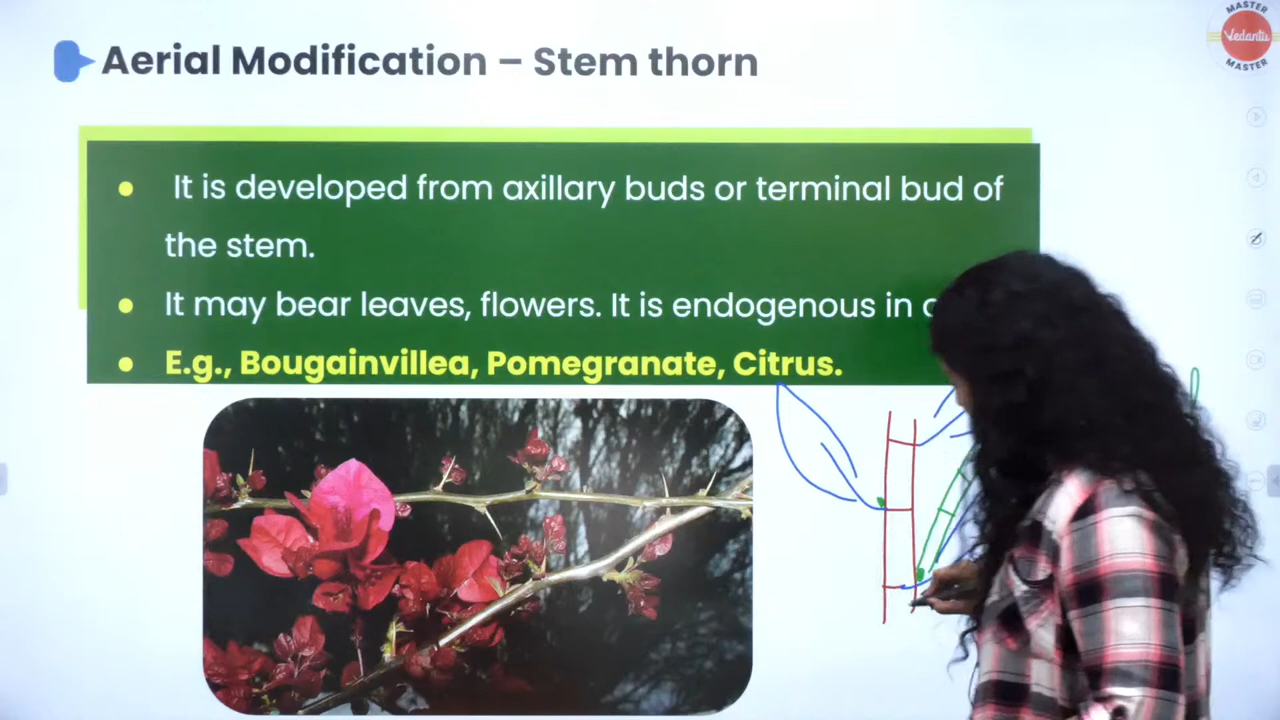 Aerial Modification – Stem thorn
MASTER
Vedantu
MASTER
It is developed from axillary buds or terminal bud of
the stem.
It may bear leaves, flowers. It is endogenous in
E.g., Bougainvillea, Pomegranate, Citrus.